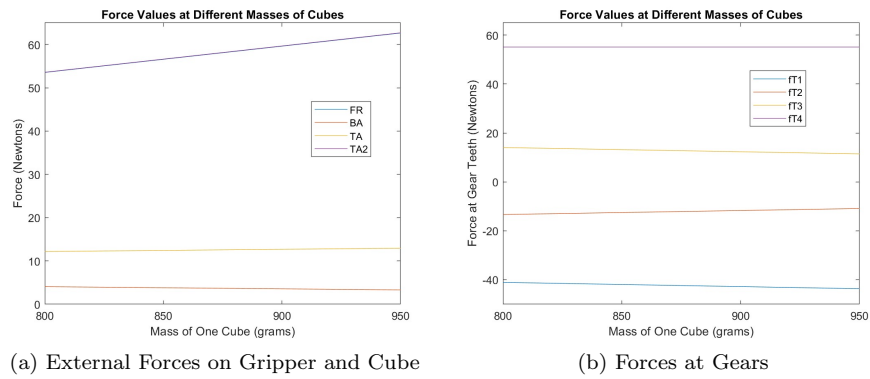 Force Values at Different Masses of Cubes
60
50
40
30
20
10
0
Force (Newtons)
FR
BA
TA
TA2
800
850
900
950
Mass of One Cube (grams)
(a) External Forces on Gripper and Cube
Force Values at Different Masses of Cubes
60
40
20
0
-20
-40
Force at Gear Teeth (Newtons)
fT1
fT2
fT3
fT4
800
850
900
950
Mass of One Cube (grams)
(b) Forces at Gears